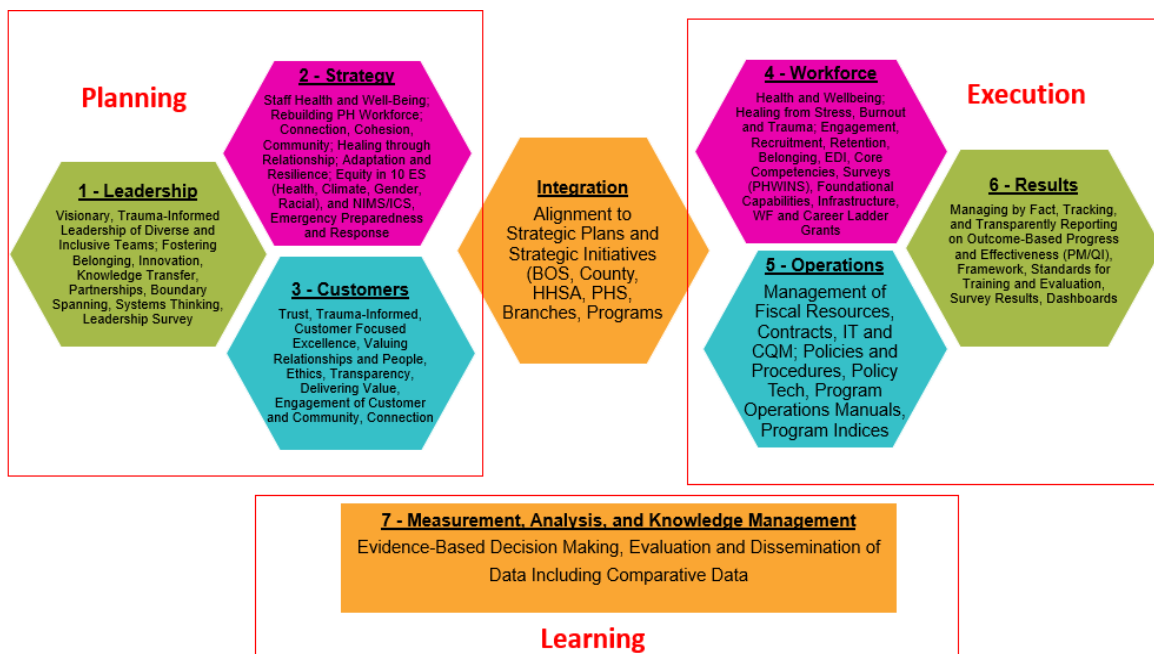 Planning
1 - Leadership
Visionary, Trauma-Informed
Leadership of Diverse and
Inclusive Teams; Fostering
Belonging, Innovation,
Knowledge Transfer,
Partnerships, Boundary
Spanning, Systems Thinking,
Leadership Survey
2 - Strategy
Staff Health and Well-Being;
Rebuilding PH Workforce;
Connection, Cohesion,
Community; Healing through
Relationship; Adaptation and
Resilience; Equity in 10 ES
(Health, Climate, Gender,
Racial), and NIMS/ICS,
Emergency Preparedness
and Response
3 - Customers
Trust, Trauma-Informed,
Customer Focused
Excellence, Valuing
Relationships and People,
Ethics, Transparency,
Delivering Value,
Engagement of Customer
and Community, Connection
Integration
Alignment to
Strategic Plans and
Strategic Initiatives
(BOS, County,
HHSA, PHS,
Branches, Programs
Execution
4 - Workforce
Health and Wellbeing;
Healing from Stress, Burnout
and Trauma; Engagement,
Recruitment, Retention,
Belonging, EDI, Core
Competencies, Surveys
(PHWINS), Foundational
Capabilities, Infrastructure,
WF and Career Ladder
Grants
5 - Operations
Management of
Fiscal Resources,
Contracts, IT and
CQM; Policies and
Procedures, Policy
Tech, Program
Operations Manuals,
Program Indices
6 - Results
Managing by Fact, Tracking,
and Transparently Reporting
on Outcome-Based Progress
and Effectiveness (PM/QI),
Framework, Standards for
Training and Evaluation,
Survey Results, Dashboards
7 - Measurement, Analysis, and Knowledge Management
Evidence-Based Decision Making, Evaluation and Dissemination of
Data Including Comparative Data
Learning